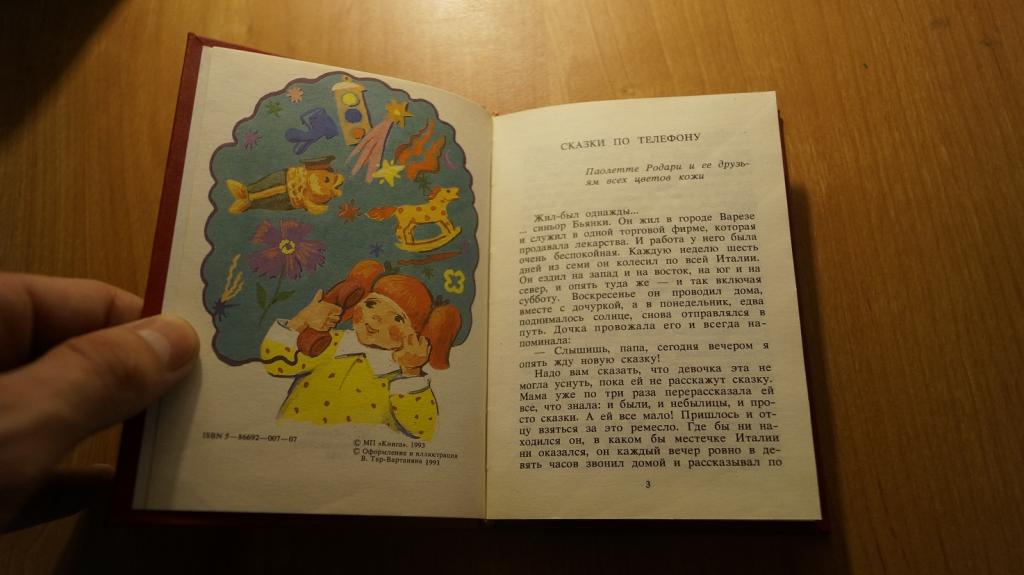 ISBN 5—86692—007—07
© МП «Книга», 1993
© Оформление и иллюстрация
В. Тер-Вартаняна 1991
СКАЗКИ ПО ТЕЛЕФОНУ
Паолетте Родари и ее друзь-
ям всех цветов кожи
Жил-был однажды...
... синьор Бьянки. Он жил в городе Варезе
и служил в одной торговой фирме, которая
продавала лекарства. И работа у него была
очень беспокойная. Каждую неделю шесть
дней из семи он колесил по всей Италии.
Он ездил на запад и на восток, на юг и на
север, и опять туда же — и так включая
субботу. Воскресенье он проводил дома,
вместе с дочуркой, а в понедельник, едва
поднималось солнце, снова отправлялся в
путь. Дочка провожала его и всегда на-
поминала:
— Слышишь, папа, сегодня вечером я
опять жду новую сказку!
Надо вам сказать, что девочка эта не
могла уснуть, пока ей не расскажут сказку.
Мама уже по три раза перерассказала ей
все, что знала: и были, и небылицы, и про-
сто сказки. А ей все мало! Пришлось и от-
цу взяться за это ремесло. Где бы ни на-
ходился он, в каком бы местечке Италии
ни оказался, он каждый вечер ровно в де-
вять часов звонил домой и рассказывал по
3